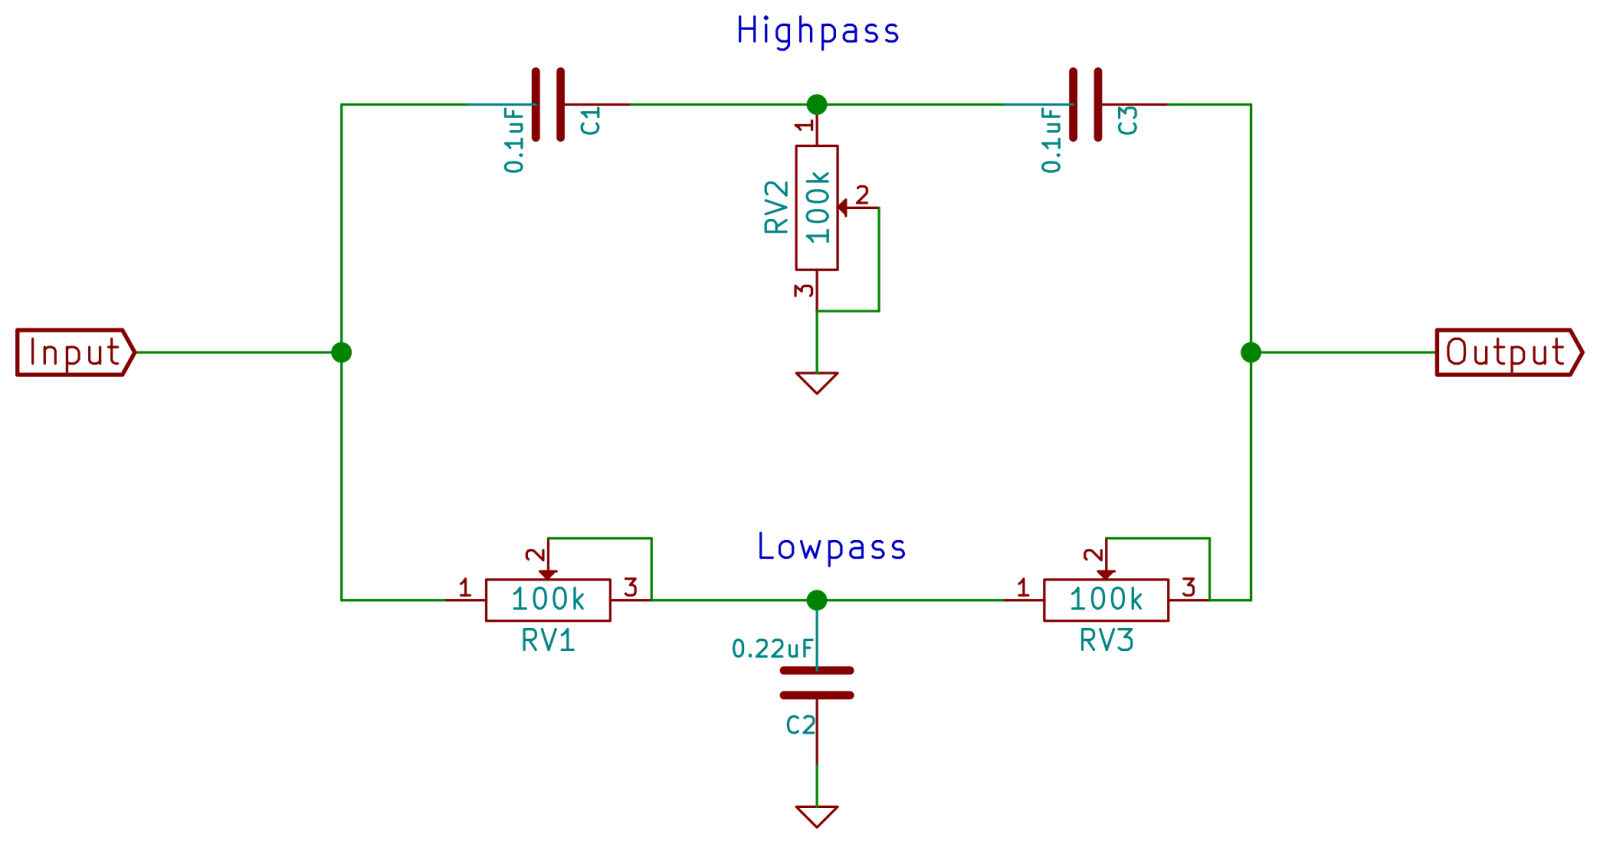 Highpass
0.1uF
C1
0.1uF
C3
1
RV2
100k
2
3
Input
Output
Lowpass
2
1
100k
3
RV1
2
1
100k
3
RV3
0.22uF
C2